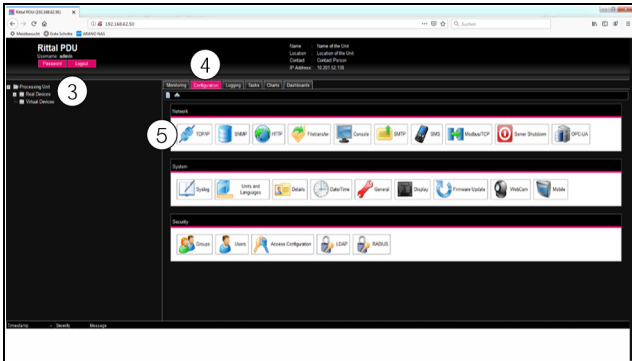 Rittal PDU (192.168.62.50)
192.168.62.50
Suchen
Meistbesucht Erste Schritte ARAND NAS
Rittal PDU
Username: admin
Password Logout
Name : Name of the Unit
Location : Location of the Unit
Contact : Contact Person
IP Address : 10.201.52.136
3
4
5
Processing Unit
Real Devices
Virtual Devices
Monitoring Configuration Logging Tasks Charts Dashboards
Network
TCP/IP SNMP HTTP Filetransfer Console SMTP SMS Modbus/TCP Server Shutdown OPC-UA
System
Syslog Units and Languages Details Date/Time General Display Firmware Update WebCam Mobile
Security
Groups Users Access Configuration LDAP RADIUS
Timestamp Severity Message